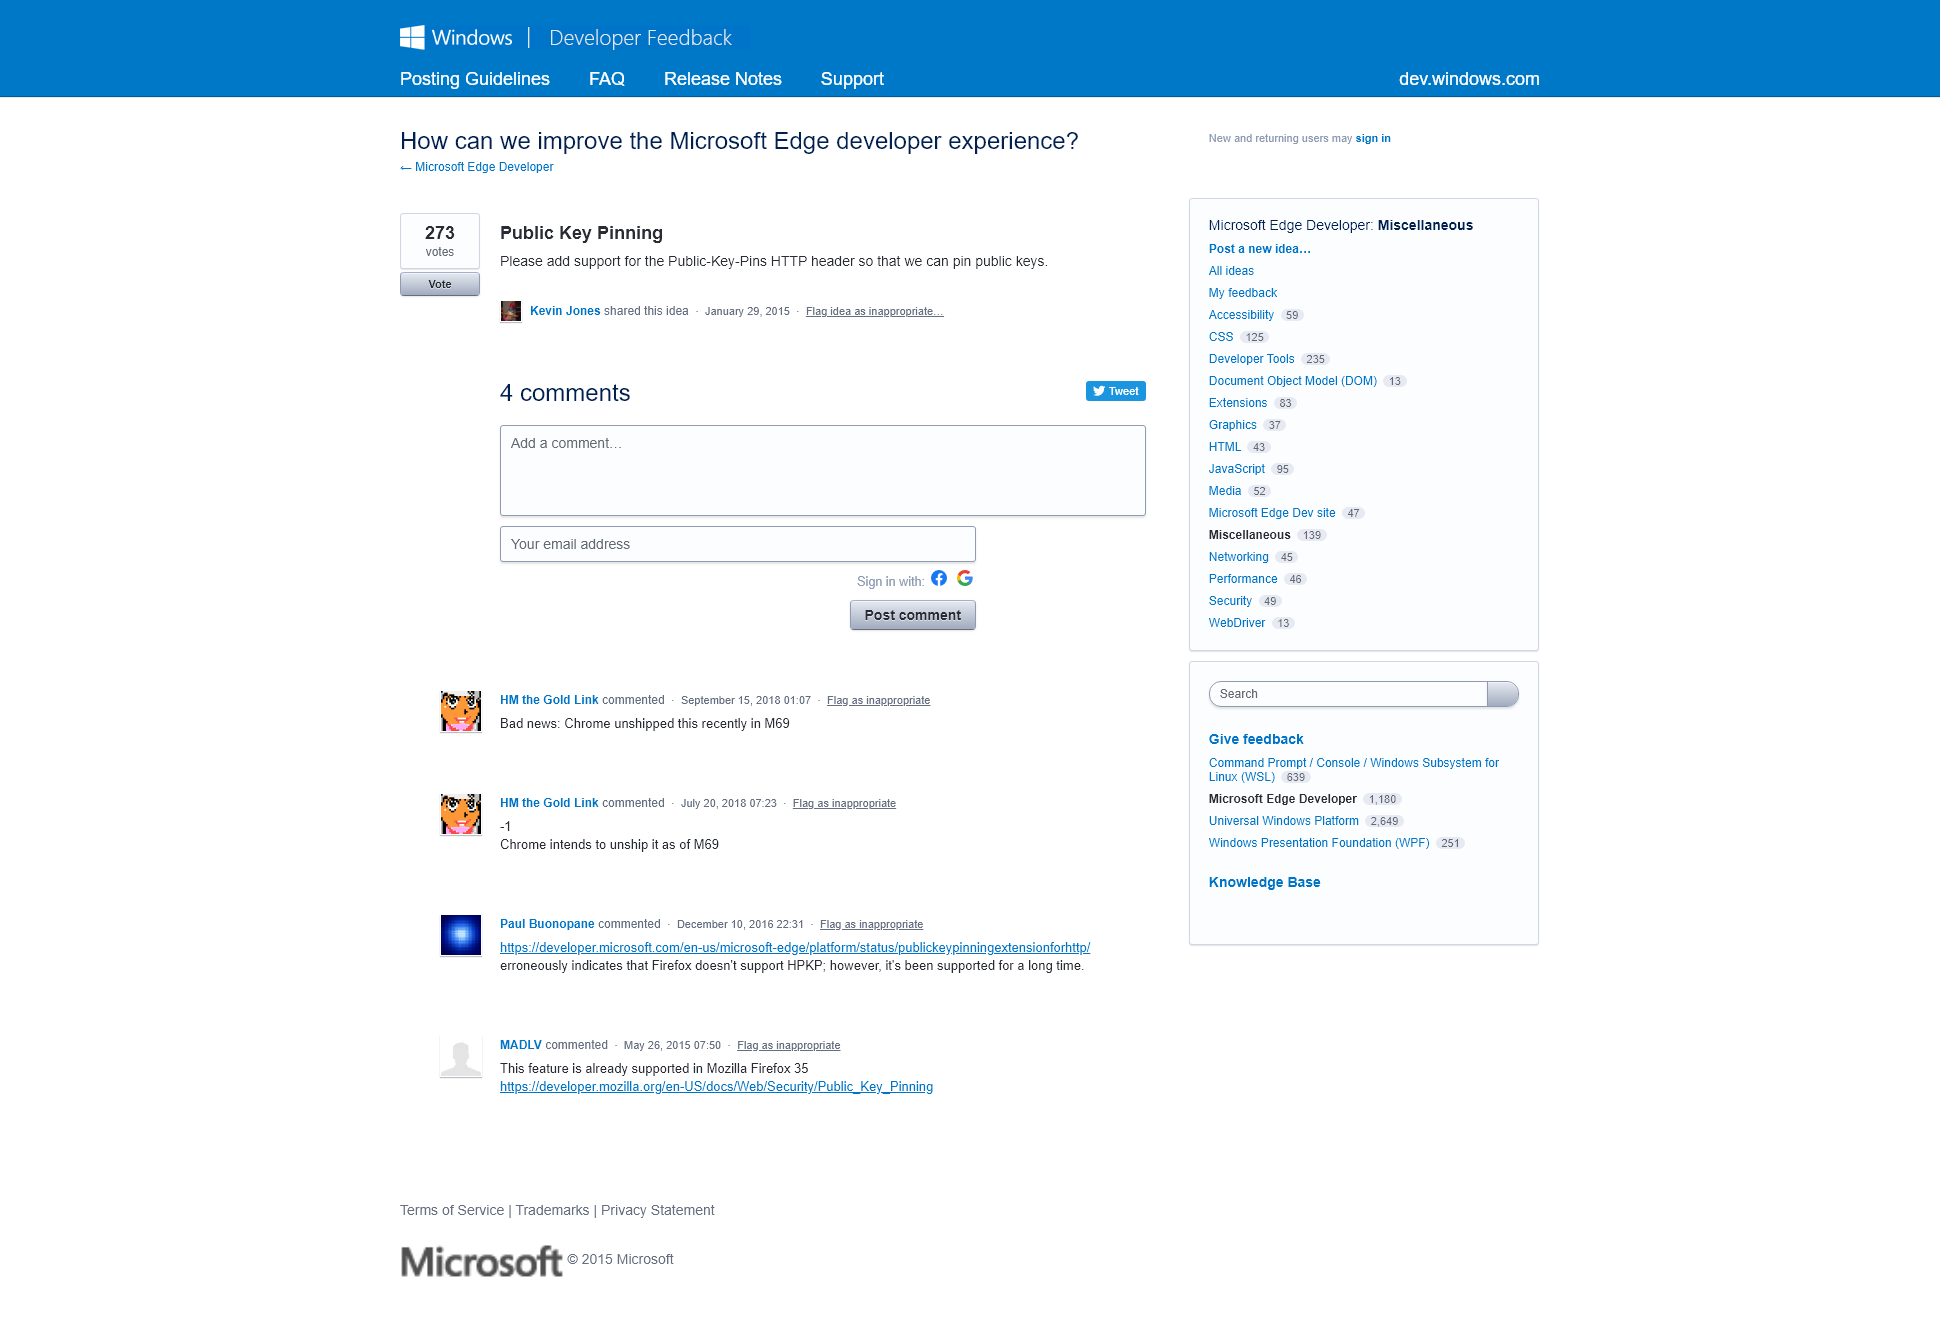 Windows | Developer Feedback
Posting Guidelines FAQ Release Notes Support dev.windows.com
How can we improve the Microsoft Edge developer experience?
← Microsoft Edge Developer
New and returning users may sign in
273
votes
Vote
Public Key Pinning
Please add support for the Public-Key-Pins HTTP header so that we can pin public keys.
Kevin Jones shared this idea · January 29, 2015 · Flag idea as inappropriate…
4 comments
Tweet
Add a comment…
Your email address
Sign in with:
Post comment
HM the Gold Link commented · September 15, 2018 01:07 · Flag as inappropriate
Bad news: Chrome unshipped this recently in M69
HM the Gold Link commented · July 20, 2018 07:23 · Flag as inappropriate
-1
Chrome intends to unship it as of M69
Paul Buonopane commented · December 10, 2016 22:31 · Flag as inappropriate
https://developer.microsoft.com/en-us/microsoft-edge/platform/status/publickeypinningextensionforhttp/
erroneously indicates that Firefox doesn't support HPKP; however, it's been supported for a long time.
MADLV commented · May 26, 2015 07:50 · Flag as inappropriate
This feature is already supported in Mozilla Firefox 35
https://developer.mozilla.org/en-US/docs/Web/Security/Public_Key_Pinning
Microsoft Edge Developer: Miscellaneous
Post a new idea…
All ideas
My feedback
Accessibility 59
CSS 125
Developer Tools 235
Document Object Model (DOM) 13
Extensions 83
Graphics 37
HTML 43
JavaScript 95
Media 52
Microsoft Edge Dev site 47
Miscellaneous 139
Networking 45
Performance 46
Security 49
WebDriver 13
Search
Give feedback
Command Prompt / Console / Windows Subsystem for
Linux (WSL) 639
Microsoft Edge Developer 1,180
Universal Windows Platform 2,649
Windows Presentation Foundation (WPF) 251
Knowledge Base
Terms of Service | Trademarks | Privacy Statement
Microsoft © 2015 Microsoft